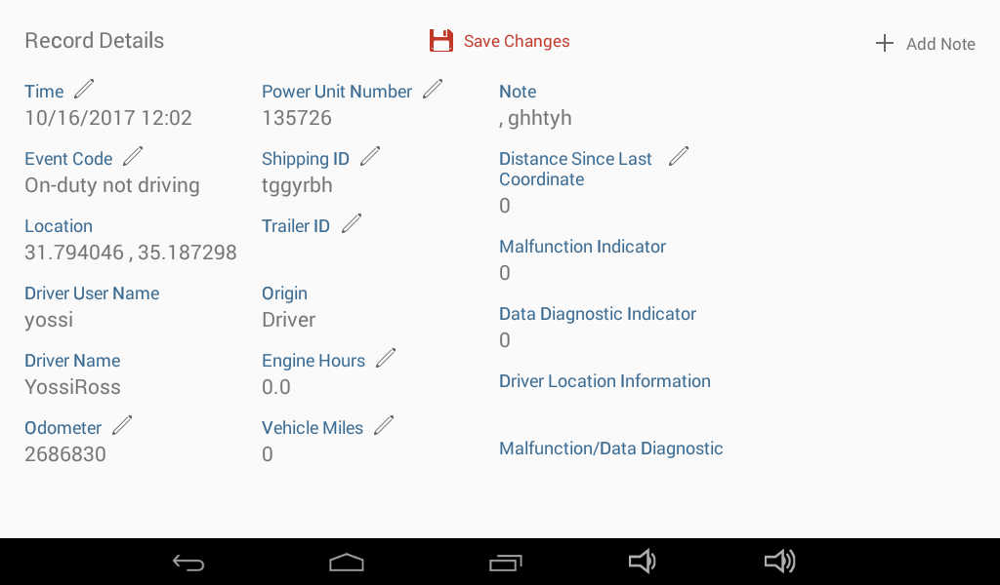 Record Details
Save Changes
Add Note
Time
10/16/2017 12:02
Event Code
On-duty not driving
Location
31.794046 , 35.187298
Driver User Name
yossi
Driver Name
YossiRoss
Odometer
2686830
Power Unit Number
135726
Shipping ID
tggyrbh
Trailer ID
Origin
Driver
Engine Hours
0.0
Vehicle Miles
0
Note
, ghhtyh
Distance Since Last
Coordinate
0
Malfunction Indicator
0
Data Diagnostic Indicator
0
Driver Location Information
Malfunction/Data Diagnostic